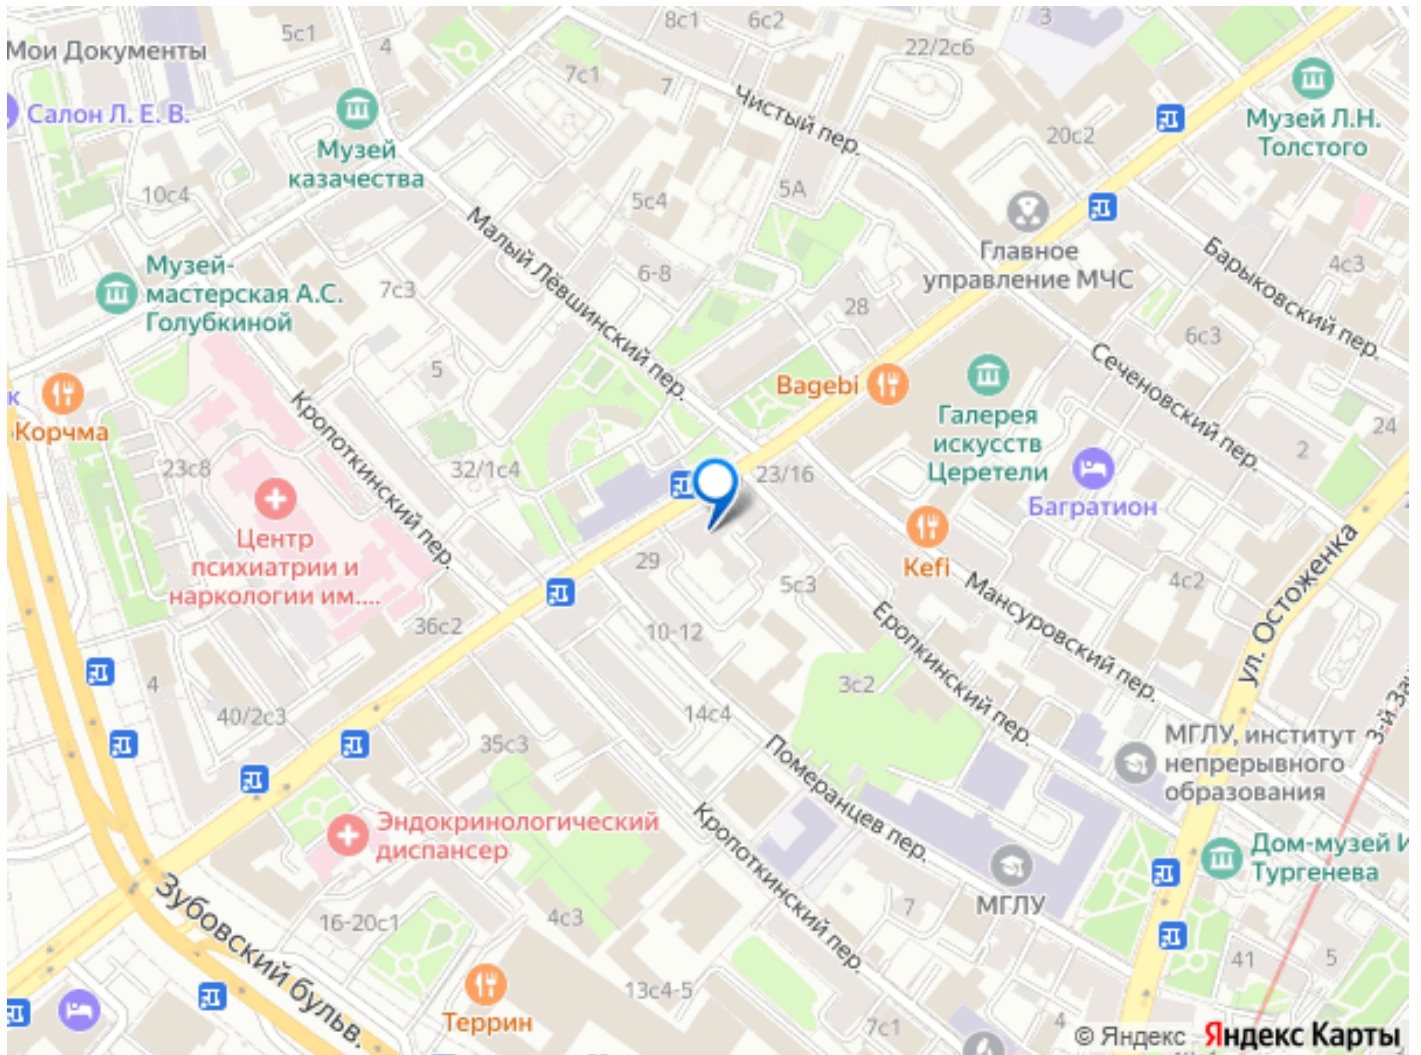 5с1
8с1
6с2
3
Мои Документы
4
22/2с6
7с1
7
Чистый пер.
Салон Л. Е. В.
Музей
казачества
Музей Л.Н.
Толстого
20с2
10с4
5с4
5А
Малый Лёвшинский пер.
Главное
управление МЧС
Барыковский пер.
4с3
Музей-
мастерская А.С.
Голубкиной
7с3
6-8
28
6с3
Сеченовский пер.
5
Bagebi
к
Корчма
Кропоткинский пер.
Галерея
искусств
Церетели
24
2
23с8
32/1с4
23/16
Багратион
Центр
психиатрии и
наркологии им....
Kefi
ул. Остоженка
29
5с3
Мансуровский пер.
4с2
36с2
10-12
Еропкинский пер.
4
3с2
40/2с3
14с4
35с3
Померанцев пер.
МГЛУ, институт
непрерывного
образования
3-й Зач
Эндокринологический
диспансер
Кропоткинский пер.
Дом-музей И
Тургенева
Зубовский бульв.
16-20с1
4с3
7
МГЛУ
41
5
13с4-5
Террин
7с1
4
© Яндекс
Яндекс Карты